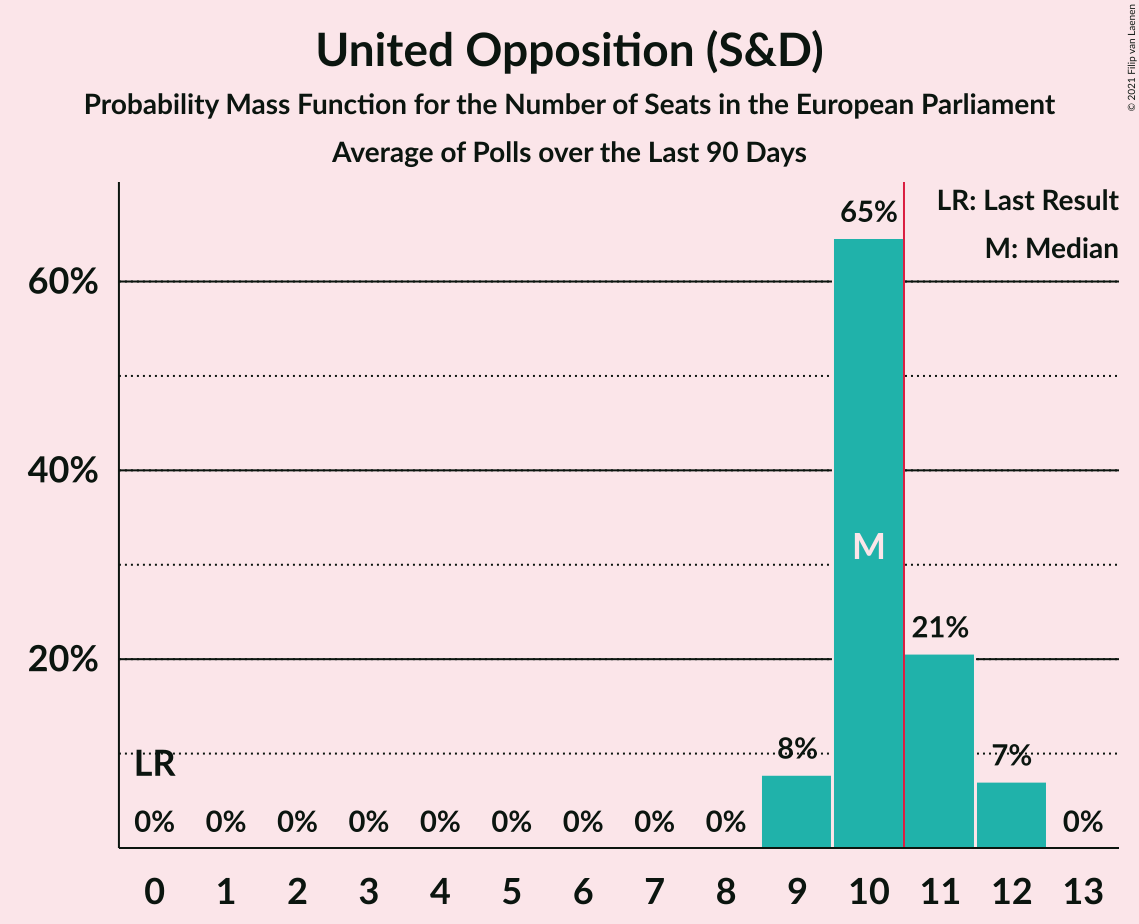 United Opposition (S&D)
Probability Mass Function for the Number of Seats in the European Parliament
Average of Polls over the Last 90 Days
© 2021 Filip van Laenen
LR: Last Result
M: Median
65%
60%
40%
M
21%
20%
LR
8%
7%
0% 0% 0% 0% 0% 0% 0% 0% 0% 0%
0 1 2 3 4 5 6 7 8 9 10 11 12 13